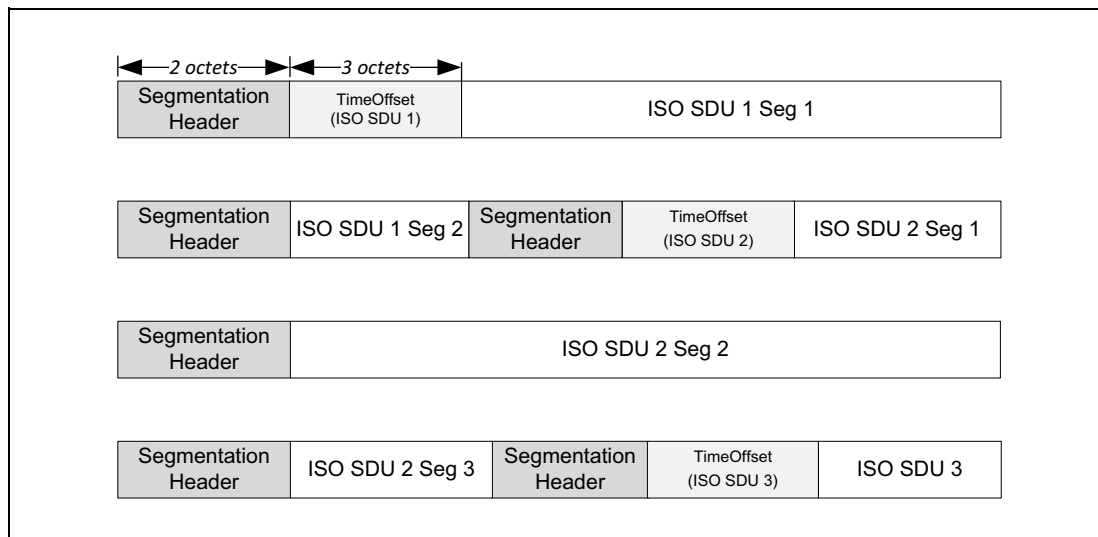 2 octets 3 octets
Segmentation
Header
TimeOffset
(ISO SDU 1)
ISO SDU 1 Seg 1
Segmentation
Header
ISO SDU 1 Seg 2
Segmentation
Header
TimeOffset
(ISO SDU 2)
ISO SDU 2 Seg 1
Segmentation
Header
ISO SDU 2 Seg 2
Segmentation
Header
ISO SDU 2 Seg 3
Segmentation
Header
TimeOffset
(ISO SDU 3)
ISO SDU 3